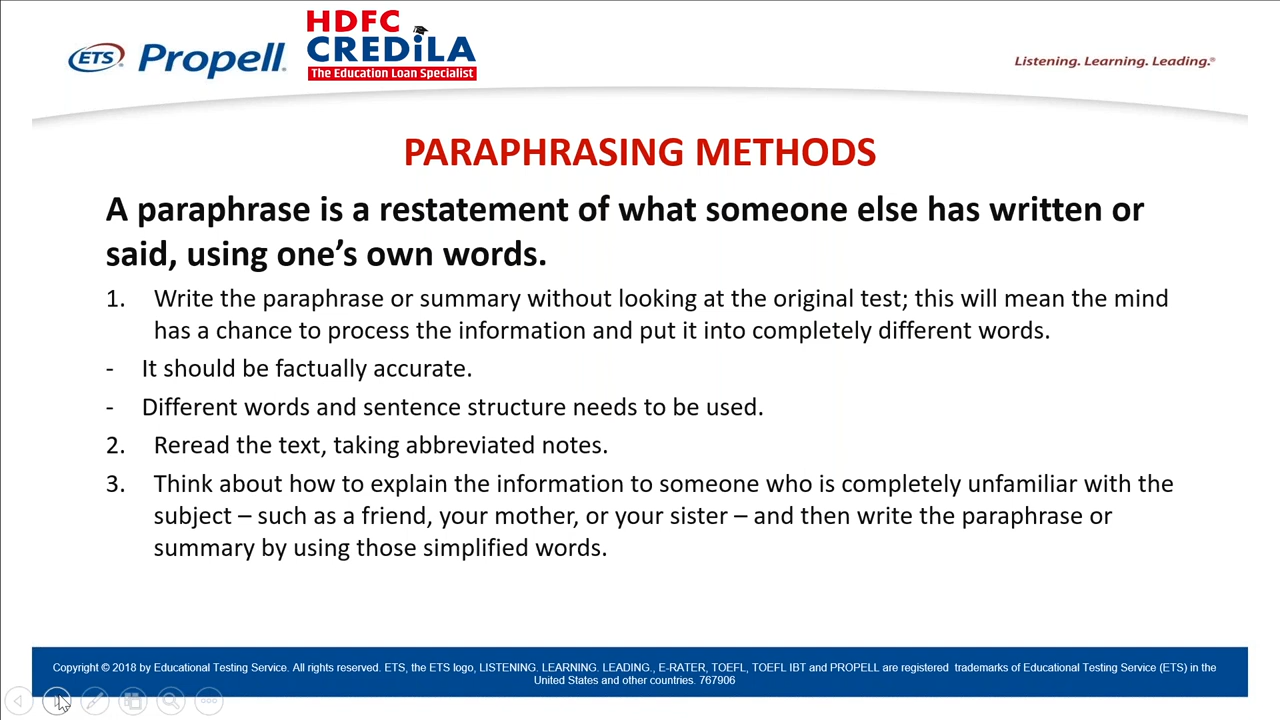 ETS Propell®
HDFC
CREDiLA
The Education Loan Specialist
Listening. Learning. Leading.®
PARAPHRASING METHODS
A paraphrase is a restatement of what someone else has written or
said, using one’s own words.
1. Write the paraphrase or summary without looking at the original test; this will mean the mind
has a chance to process the information and put it into completely different words.
- It should be factually accurate.
- Different words and sentence structure needs to be used.
2. Reread the text, taking abbreviated notes.
3. Think about how to explain the information to someone who is completely unfamiliar with the
subject – such as a friend, your mother, or your sister – and then write the paraphrase or
summary by using those simplified words.
Copyright © 2018 by Educational Testing Service. All rights reserved. ETS, the ETS logo, LISTENING. LEARNING. LEADING., E-RATER, TOEFL, TOEFL IBT and PROPELL are registered trademarks of Educational Testing Service (ETS) in the
United States and other countries. 767906